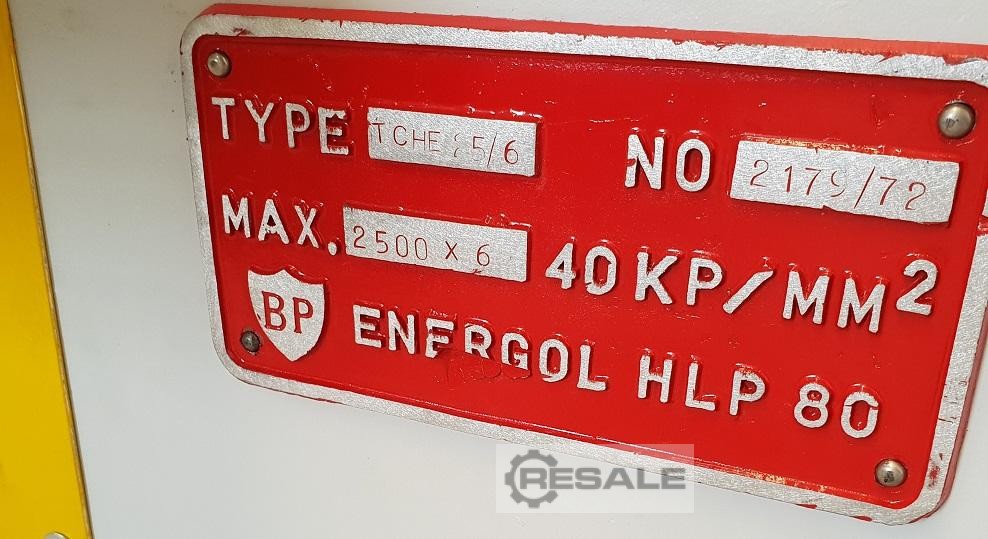 TYPE TCHE 25/6 NO 2179/72
MAX. 2500 X 6 40 KP/MM²
BP ENERGOL HLP 80
RESALE